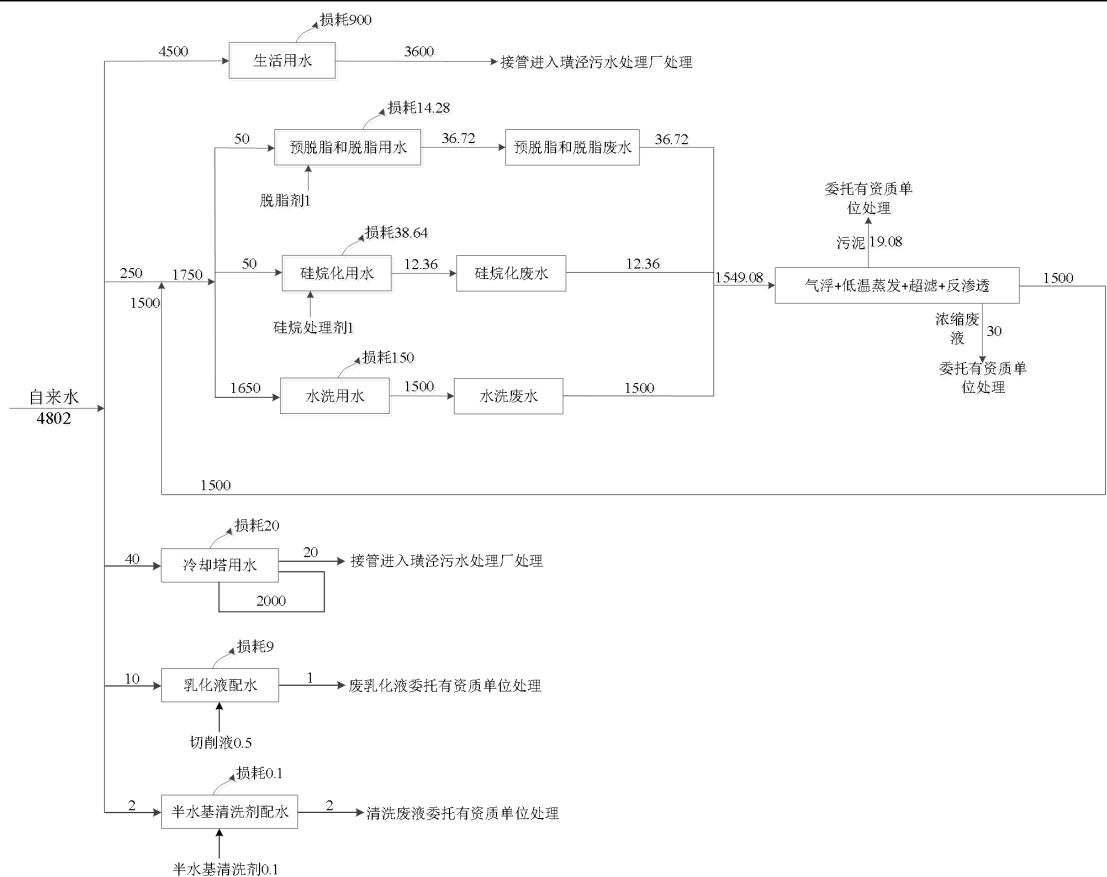 损耗900
4500
生活用水
3600
接管进入璜泾污水处理厂处理
损耗14.28
50
预脱脂和脱脂用水
36.72
预脱脂和脱脂废水
36.72
脱脂剂1
委托有资质单
位处理
污泥
19.08
损耗38.64
250
1750
50
硅烷化用水
12.36
硅烷化废水
12.36
1549.08
气浮+低温蒸发+超滤+反渗透
1500
1500
硅烷处理剂1
浓缩废
液
30
委托有资质单
位处理
损耗150
1650
水洗用水
1500
水洗废水
1500
自来水
4802
1500
损耗20
40
冷却塔用水
20
接管进入璜泾污水处理厂处理
2000
损耗9
10
乳化液配水
1
废乳化液委托有资质单位处理
切削液0.5
损耗0.1
2
半水基清洗剂配水
2
清洗废液委托有资质单位处理
半水基清洗剂0.1